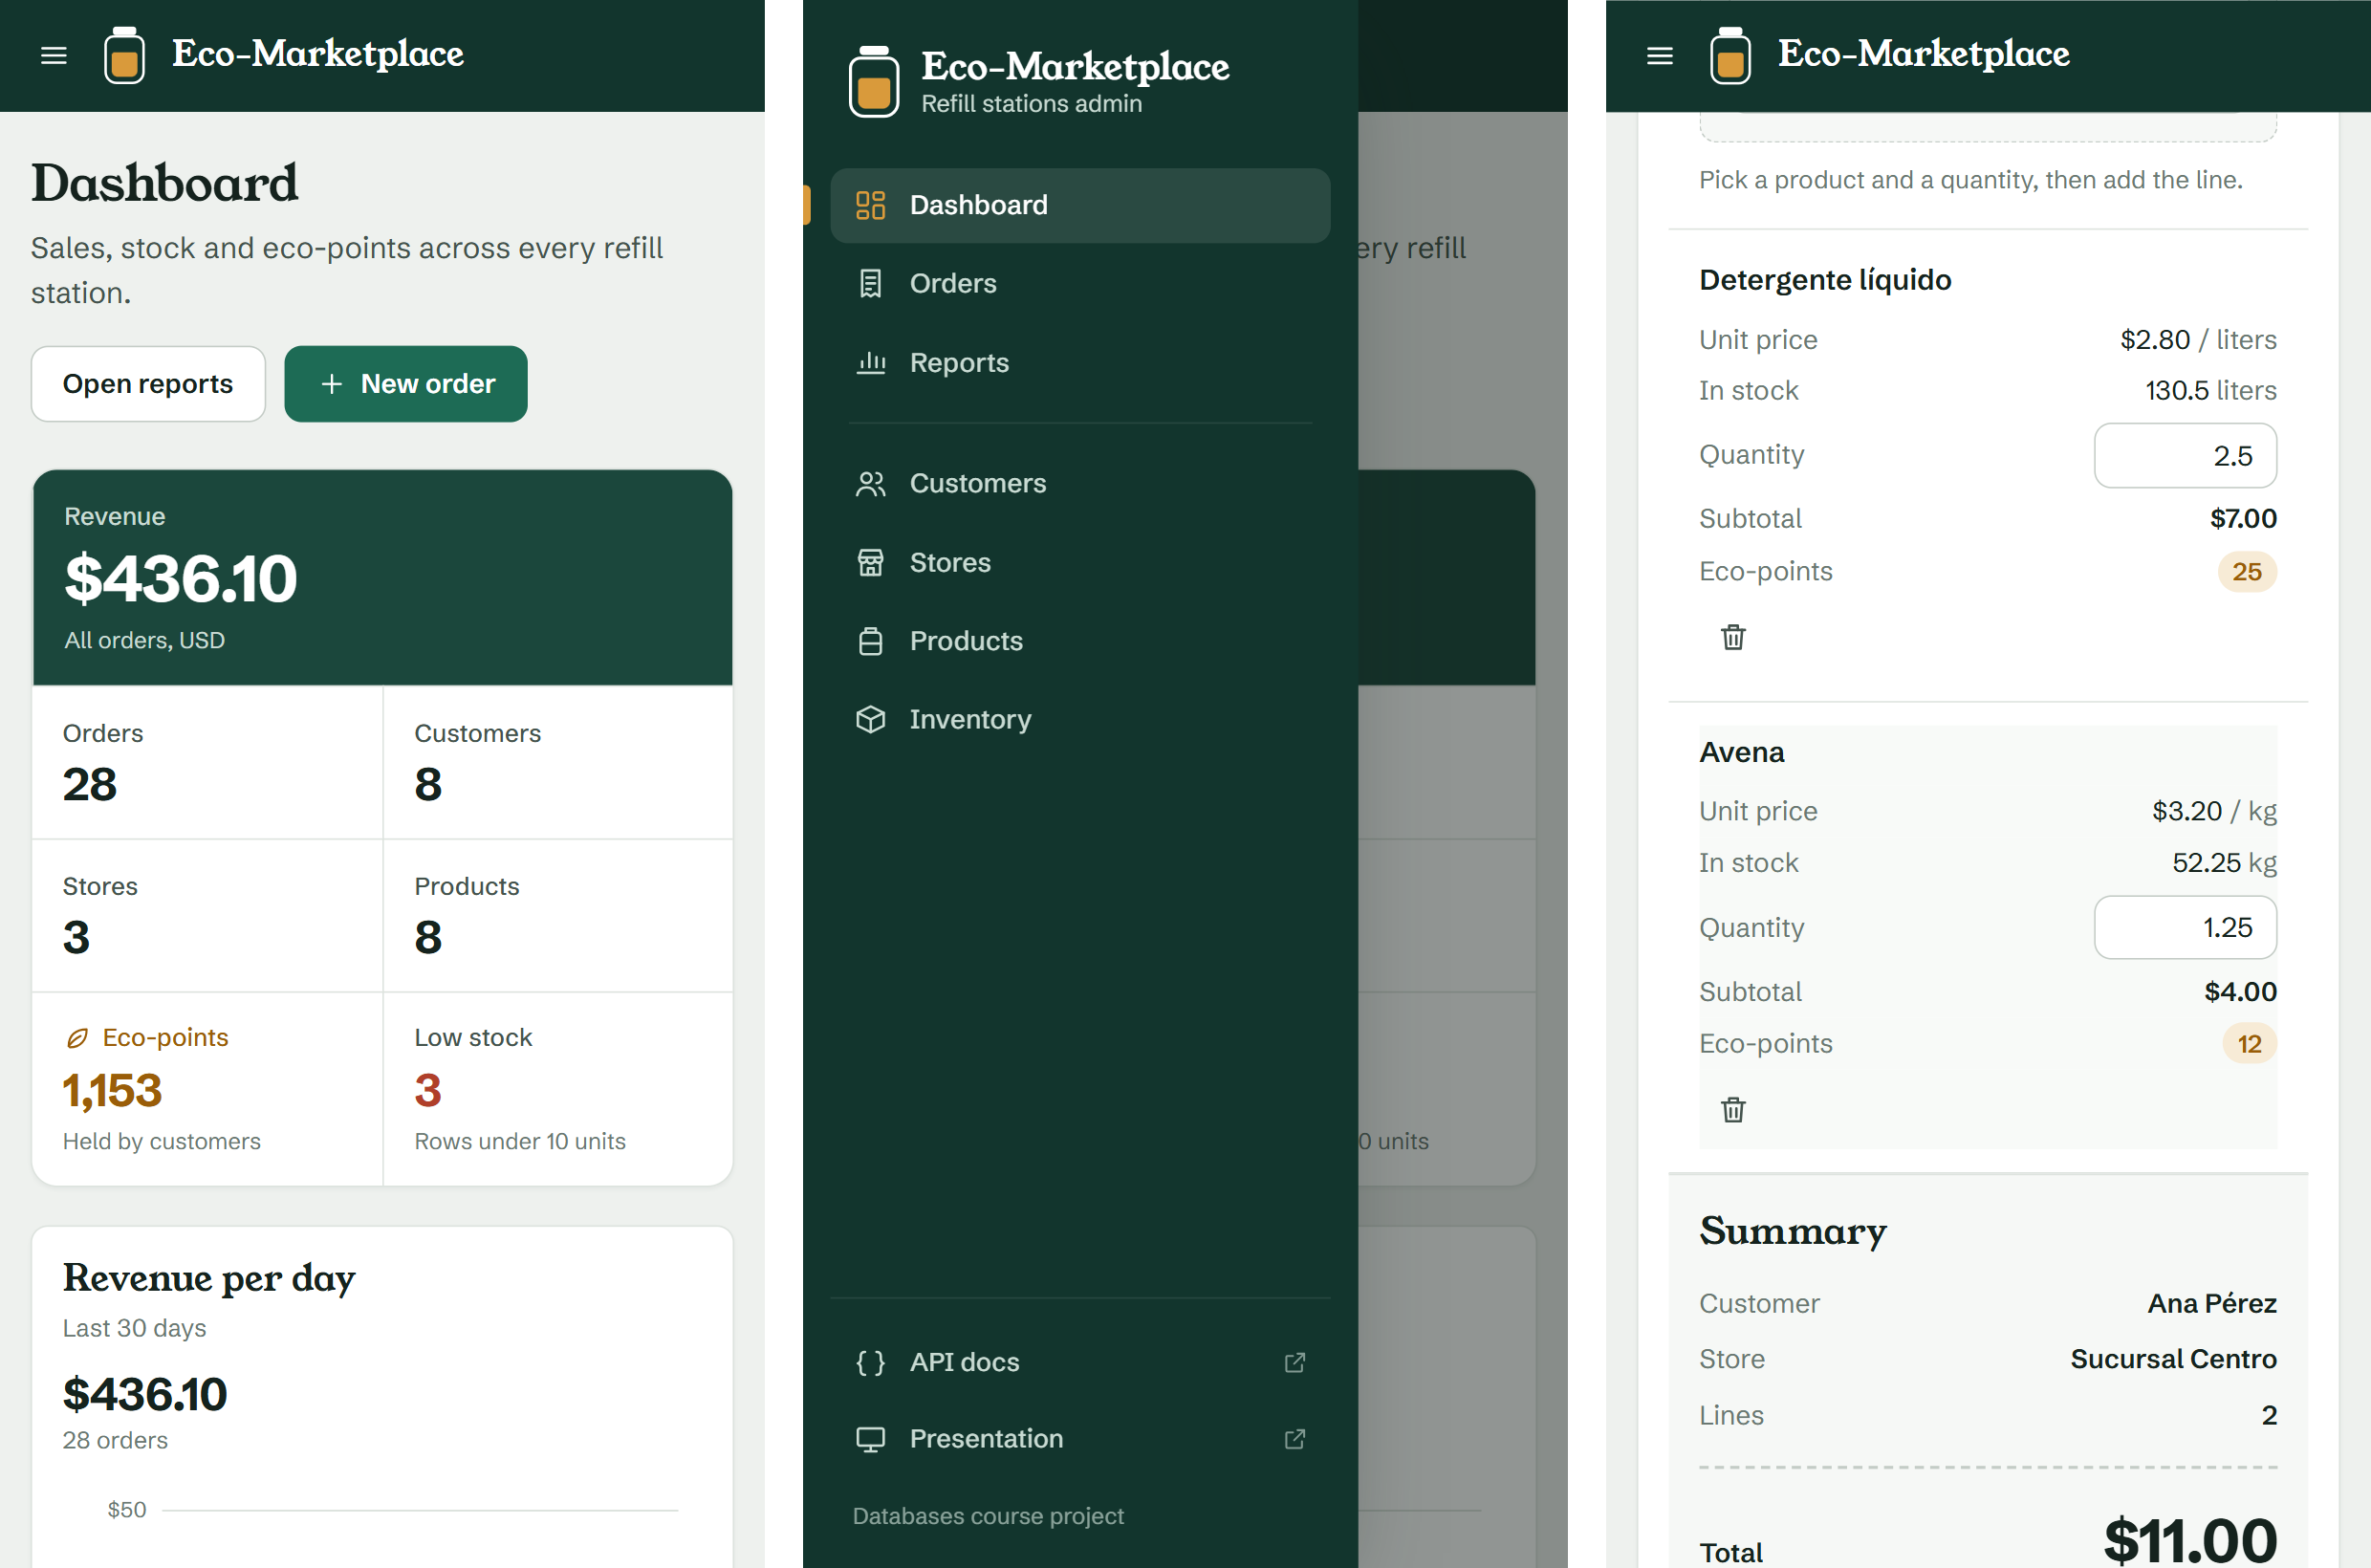 Eco-Marketplace
Dashboard
Sales, stock and eco-points across every refill
station.
Open reports
+ New order
Revenue
$436.10
All orders, USD
Orders
28
Customers
8
Stores
3
Products
8
Eco-points
1,153
Held by customers
Low stock
3
Rows under 10 units
Revenue per day
Last 30 days
$436.10
28 orders
$50
Eco-Marketplace
Refill stations admin
Dashboard
Orders
Reports
Customers
Stores
Products
Inventory
API docs
Presentation
Databases course project
ery refill
0 units
Eco-Marketplace
Pick a product and a quantity, then add the line.
Detergente líquido
Unit price $2.80 / liters
In stock 130.5 liters
Quantity 2.5
Subtotal $7.00
Eco-points 25
Avena
Unit price $3.20 / kg
In stock 52.25 kg
Quantity 1.25
Subtotal $4.00
Eco-points 12
Summary
Customer Ana Pérez
Store Sucursal Centro
Lines 2
Total $11.00